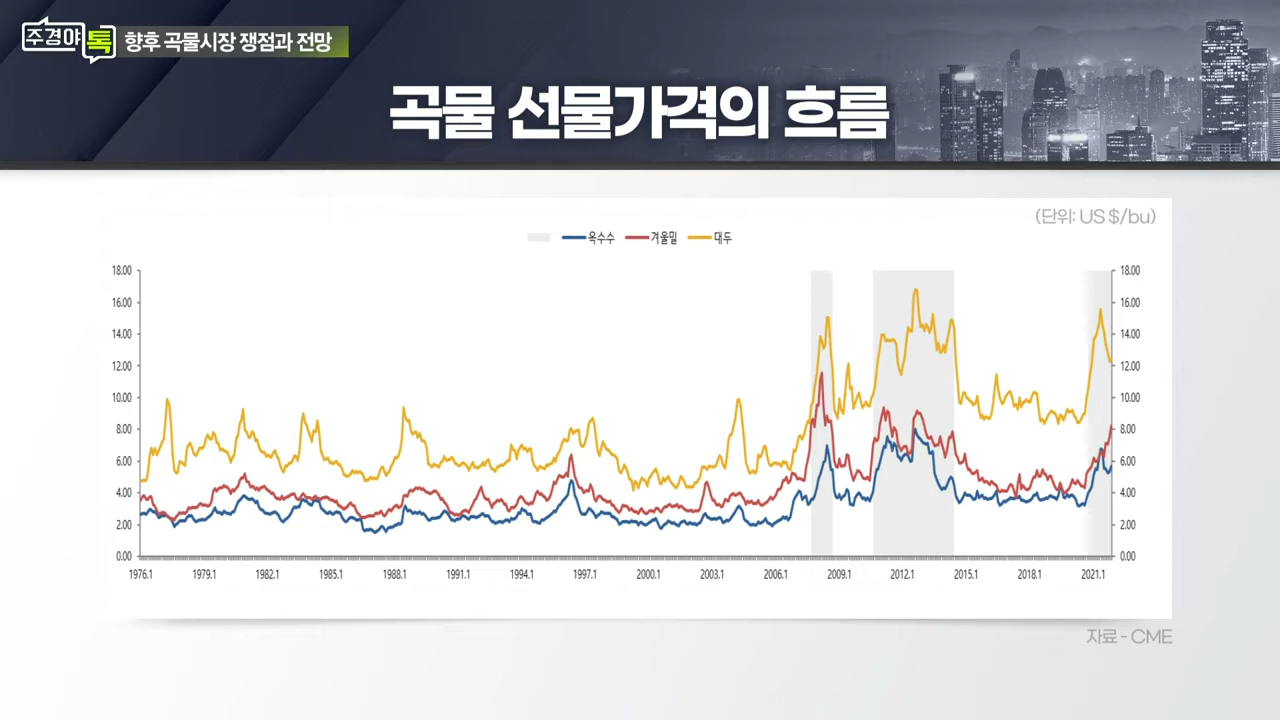 주경야톡 향후 곡물시장 쟁점과 전망
곡물 선물가격의 흐름
(단위: US $/bu)
옥수수 겨울밀 대두
18.00 18.00
16.00 16.00
14.00 14.00
12.00 12.00
10.00 10.00
8.00 8.00
6.00 6.00
4.00 4.00
2.00 2.00
0.00 0.00
1976.1 1979.1 1982.1 1985.1 1988.1 1991.1 1994.1 1997.1 2000.1 2003.1 2006.1 2009.1 2012.1 2015.1 2018.1 2021.1
자료 - CME